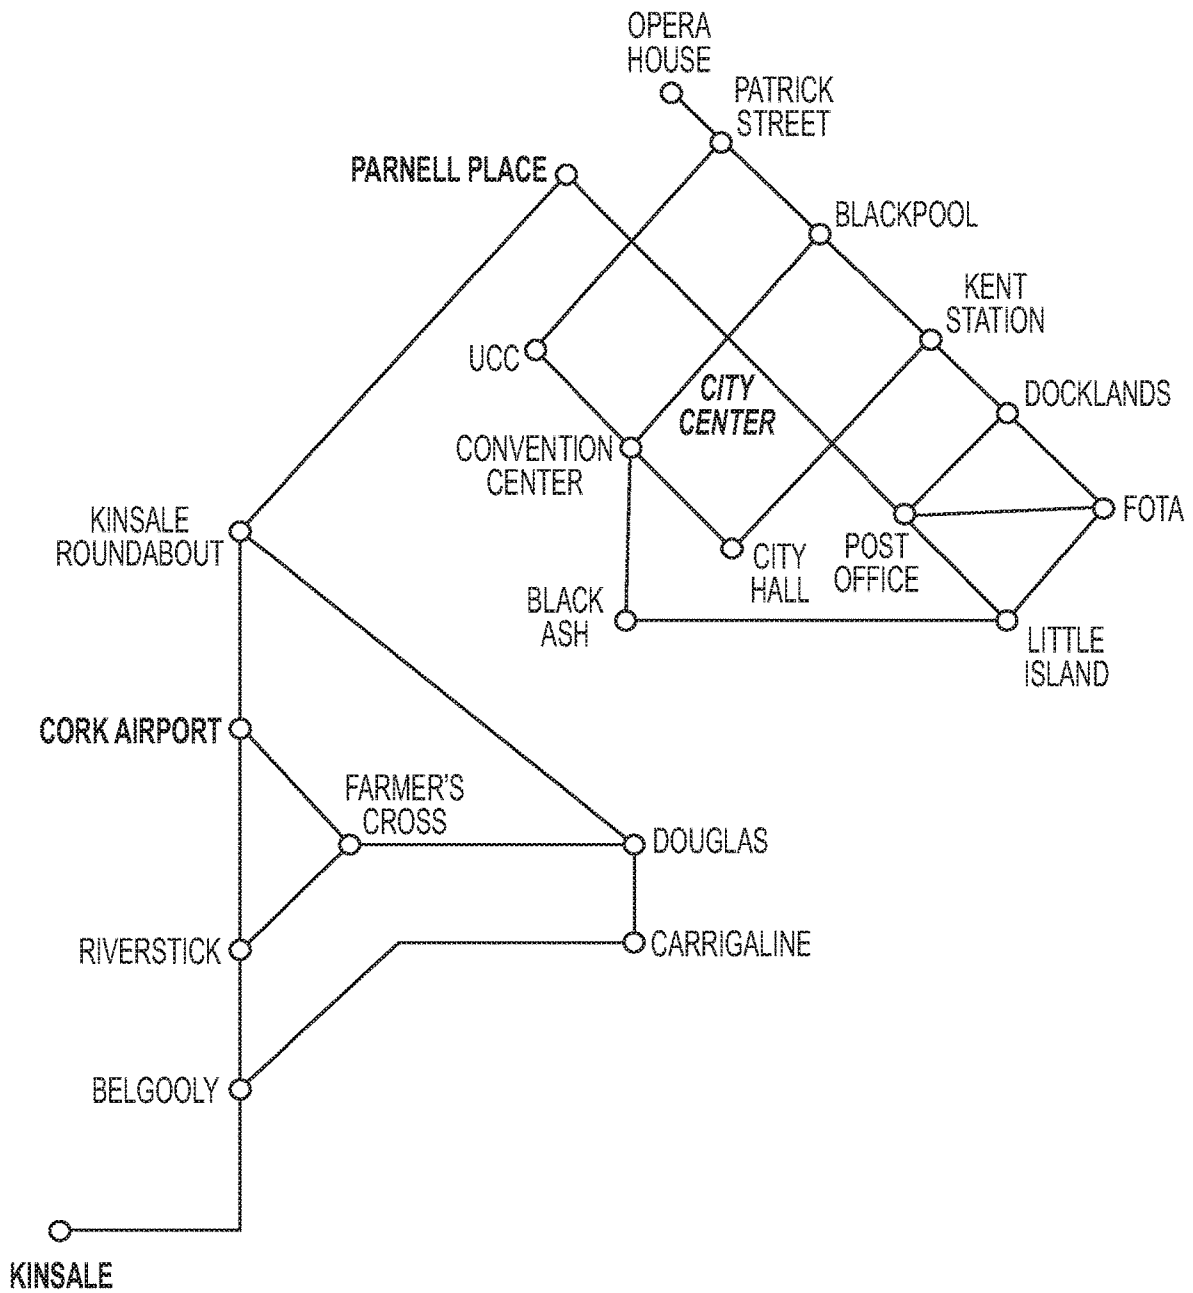 OPERA
HOUSE
PATRICK
STREET
PARNELL PLACE
BLACKPOOL
KENT
STATION
UCC
CITY
CENTER
DOCKLANDS
CONVENTION
CENTER
KINSALE
ROUNDABOUT
FOTA
POST
OFFICE
CITY
HALL
BLACK
ASH
LITTLE
ISLAND
CORK AIRPORT
FARMER'S
CROSS
DOUGLAS
RIVERSTICK
CARRIGALINE
BELGOOLY
KINSALE